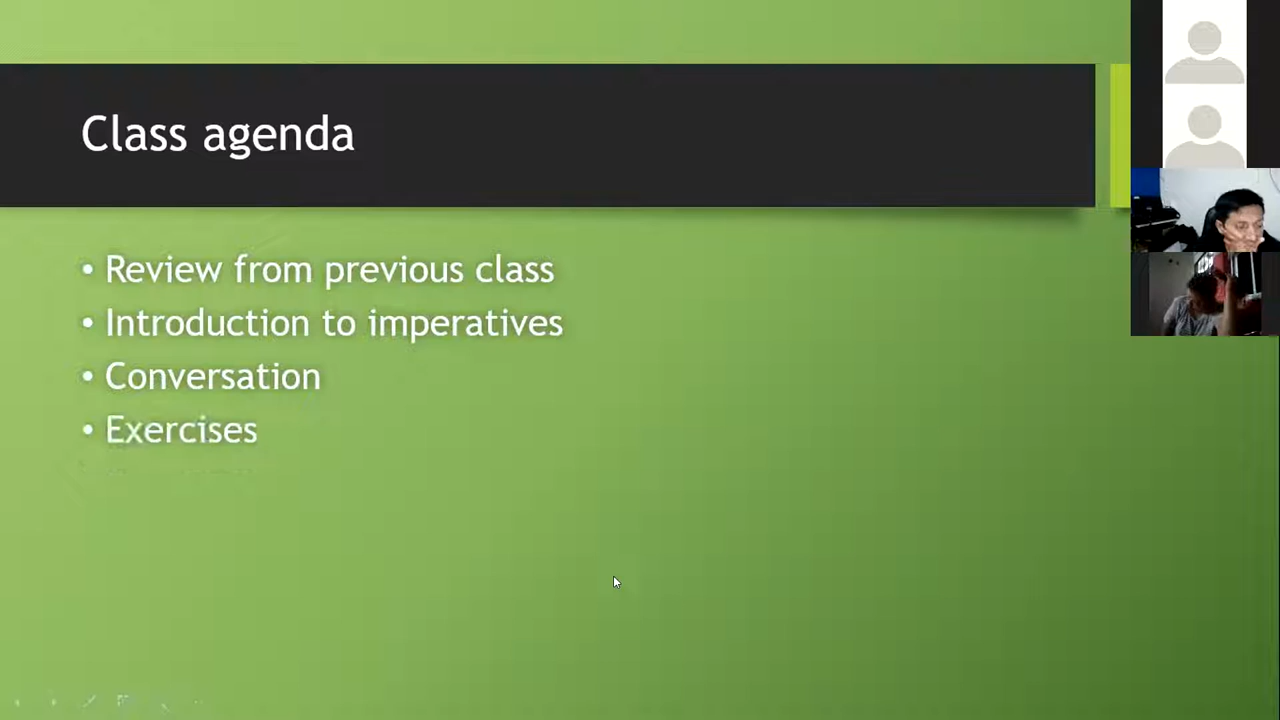 Class agenda
• Review from previous class
• Introduction to imperatives
• Conversation
• Exercises